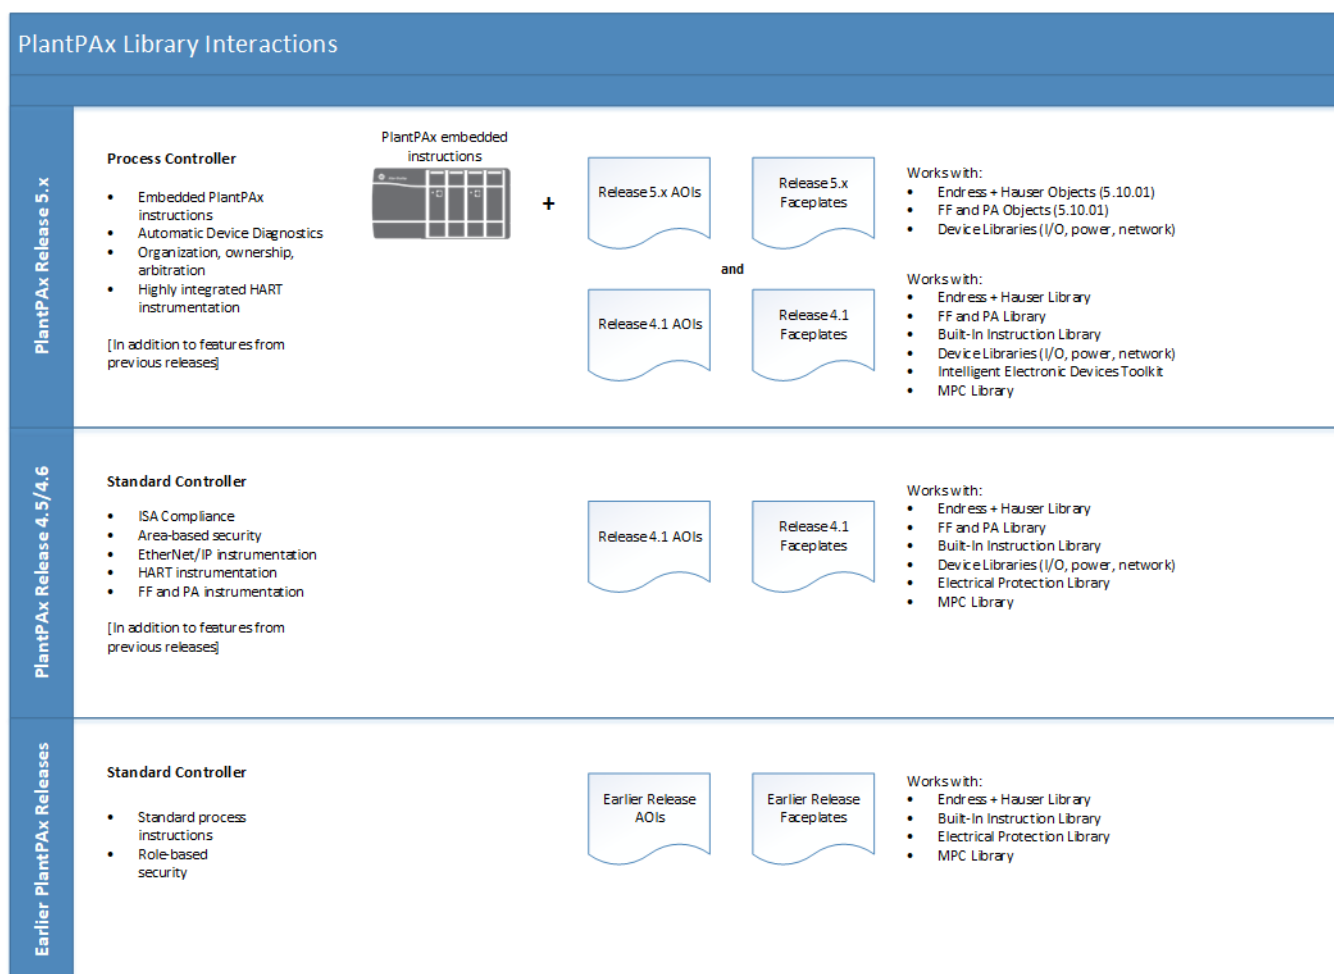 PlantPAx Library Interactions
PlantPAx Release 5.x
Process Controller
• Embedded PlantPAx
instructions
• Automatic Device Diagnostics
• Organization, ownership,
arbitration
• Highly integrated HART
instrumentation
[In addition to features from
previous releases]
PlantPAx embedded
instructions
+
Release 5.x AOIs
Release 5.x
Faceplates
Works with:
• Endress + Hauser Objects (5.10.01)
• FF and PA Objects (5.10.01)
• Device Libraries (I/O, power, network)
and
Release 4.1 AOIs
Release 4.1
Faceplates
Works with:
• Endress + Hauser Library
• FF and PA Library
• Built-In Instruction Library
• Device Libraries (I/O, power, network)
• Intelligent Electronic Devices Toolkit
• MPC Library
PlantPAx Release 4.5/4.6
Standard Controller
• ISA Compliance
• Area-based security
• EtherNet/IP instrumentation
• HART instrumentation
• FF and PA instrumentation
[In addition to features from
previous releases]
Release 4.1 AOIs
Release 4.1
Faceplates
Works with:
• Endress + Hauser Library
• FF and PA Library
• Built-In Instruction Library
• Device Libraries (I/O, power, network)
• Electrical Protection Library
• MPC Library
Earlier PlantPAx Releases
Standard Controller
• Standard process
instructions
• Role-based
security
Earlier Release
AOIs
Earlier Release
Faceplates
Works with:
• Endress + Hauser Library
• Built-In Instruction Library
• Electrical Protection Library
• MPC Library